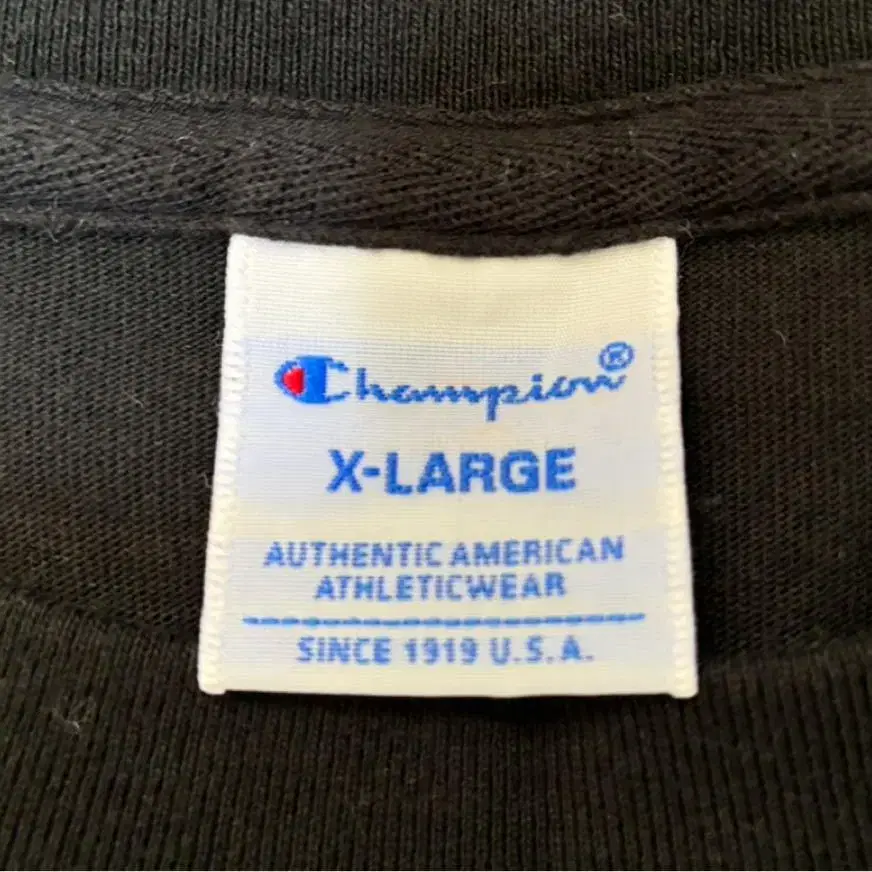 Champion®
X-LARGE
AUTHENTIC AMERICAN
ATHLETICWEAR
SINCE 1919 U.S.A.